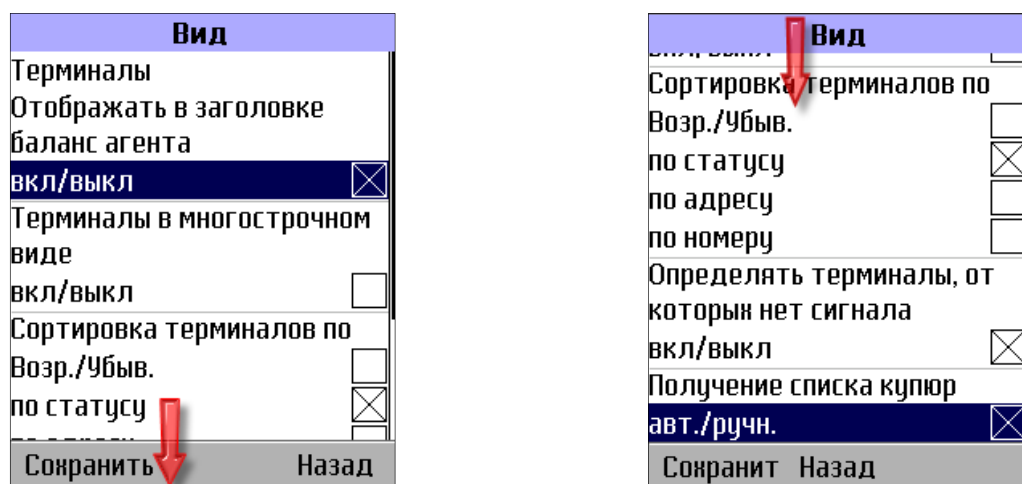 Вид
Терминалы
Отображать в заголовке
баланс агента
вкл/выкл
Терминалы в многострочном
виде
вкл/выкл
Сортировка терминалов по
Возр./Убыв.
по статусу
Сохранить
Назад
Вид
Сортировка терминалов по
Возр./Убыв.
по статусу
по адресу
по номеру
Определять терминалы, от
которых нет сигнала
вкл/выкл
Получение списка купюр
авт./ручн.
Сохранит Назад